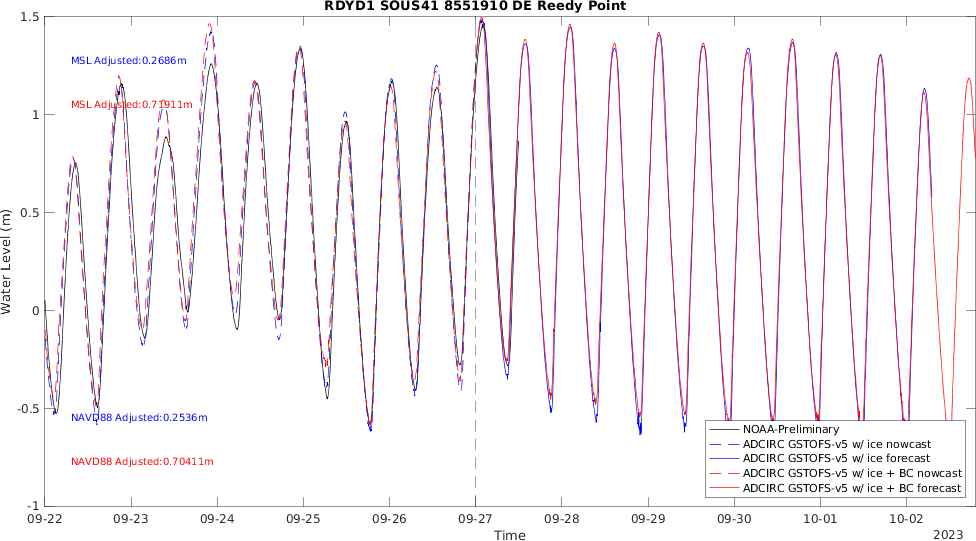 RDYD1 SOUS41 8551910 DE Reedy Point
1.5
1
0.5
0
-0.5
-1
Water Level (m)
MSL Adjusted:0.2686m
MSL Adjusted:0.71911m
NAVD88 Adjusted:0.2536m
NAVD88 Adjusted:0.70411m
NOAA-Preliminary
ADCIRC GSTOFS-v5 w/ ice nowcast
ADCIRC GSTOFS-v5 w/ ice forecast
ADCIRC GSTOFS-v5 w/ ice + BC nowcast
ADCIRC GSTOFS-v5 w/ ice + BC forecast
09-22 09-23 09-24 09-25 09-26 09-27 09-28 09-29 09-30 10-01 10-02
Time
2023